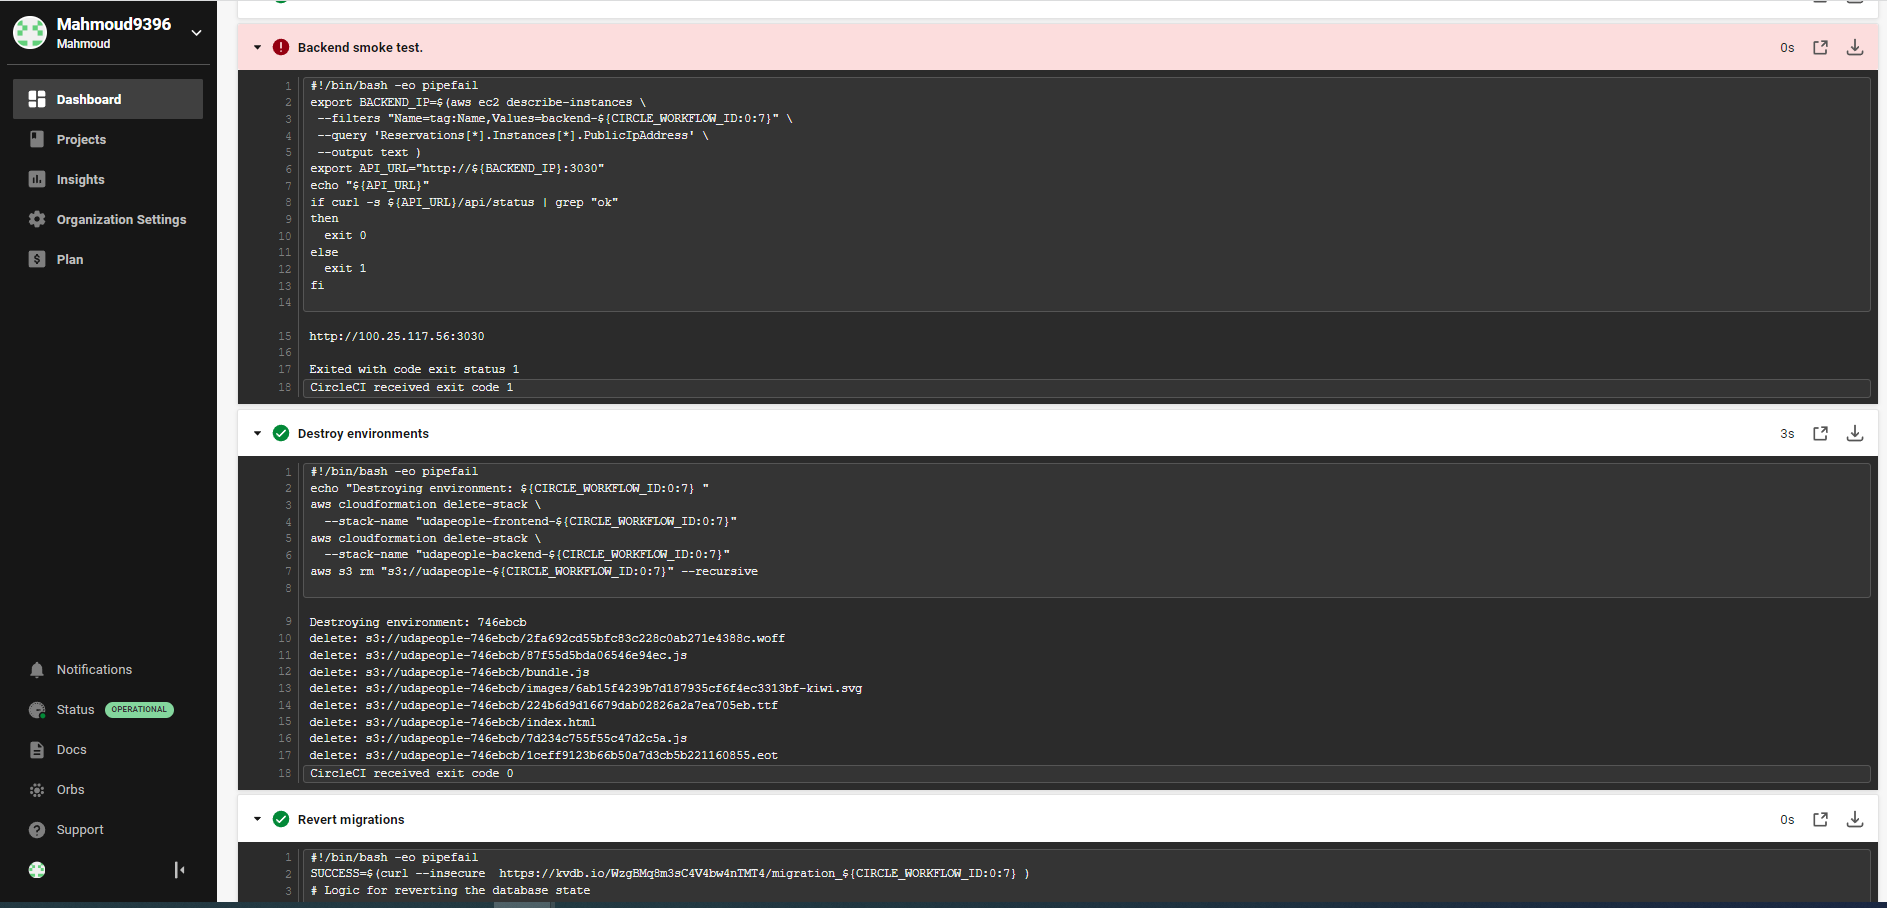 Mahmoud9396
Mahmoud
Dashboard
Projects
Insights
Organization Settings
Plan
Notifications
Status OPERATIONAL
Docs
Orbs
Support
Backend smoke test.
0s
1 #!/bin/bash -eo pipefail
2 export BACKEND_IP=$(aws ec2 describe-instances \
3 --filters "Name=tag:Name,Values=backend-${CIRCLE_WORKFLOW_ID:0:7}" \
4 --query 'Reservations[*].Instances[*].PublicIpAddress' \
5 --output text )
6 export API_URL="http://${BACKEND_IP}:3030"
7 echo "${API_URL}"
8 if curl -s ${API_URL}/api/status | grep "ok"
9 then
10 exit 0
11 else
12 exit 1
13 fi
14
15 http://100.25.117.56:3030
16
17 Exited with code exit status 1
18 CircleCI received exit code 1
Destroy environments
3s
1 #!/bin/bash -eo pipefail
2 echo "Destroying environment: ${CIRCLE_WORKFLOW_ID:0:7} "
3 aws cloudformation delete-stack \
4 --stack-name "udapeople-frontend-${CIRCLE_WORKFLOW_ID:0:7}"
5 aws cloudformation delete-stack \
6 --stack-name "udapeople-backend-${CIRCLE_WORKFLOW_ID:0:7}"
7 aws s3 rm "s3://udapeople-${CIRCLE_WORKFLOW_ID:0:7}" --recursive
8
9 Destroying environment: 746ebcb
10 delete: s3://udapeople-746ebcb/2fa692cd55bfc83c228c0ab271e4388c.woff
11 delete: s3://udapeople-746ebcb/87f55d5bda06546e94ec.js
12 delete: s3://udapeople-746ebcb/bundle.js
13 delete: s3://udapeople-746ebcb/images/6ab15f4239b7d187935cf6f4ec3313bf-kiwi.svg
14 delete: s3://udapeople-746ebcb/224b6d9d16679dab02826a2a7ea705eb.ttf
15 delete: s3://udapeople-746ebcb/index.html
16 delete: s3://udapeople-746ebcb/7d234c755f55c47d2c5a.js
17 delete: s3://udapeople-746ebcb/1ceff9123b66b50a7d3cb5b221160855.eot
18 CircleCI received exit code 0
Revert migrations
0s
1 #!/bin/bash -eo pipefail
2 SUCCESS=$(curl --insecure  https://kvdb.io/WzgBMq8m3sC4V4bw4nTMT4/migration_${CIRCLE_WORKFLOW_ID:0:7} )
3 # Logic for reverting the database state